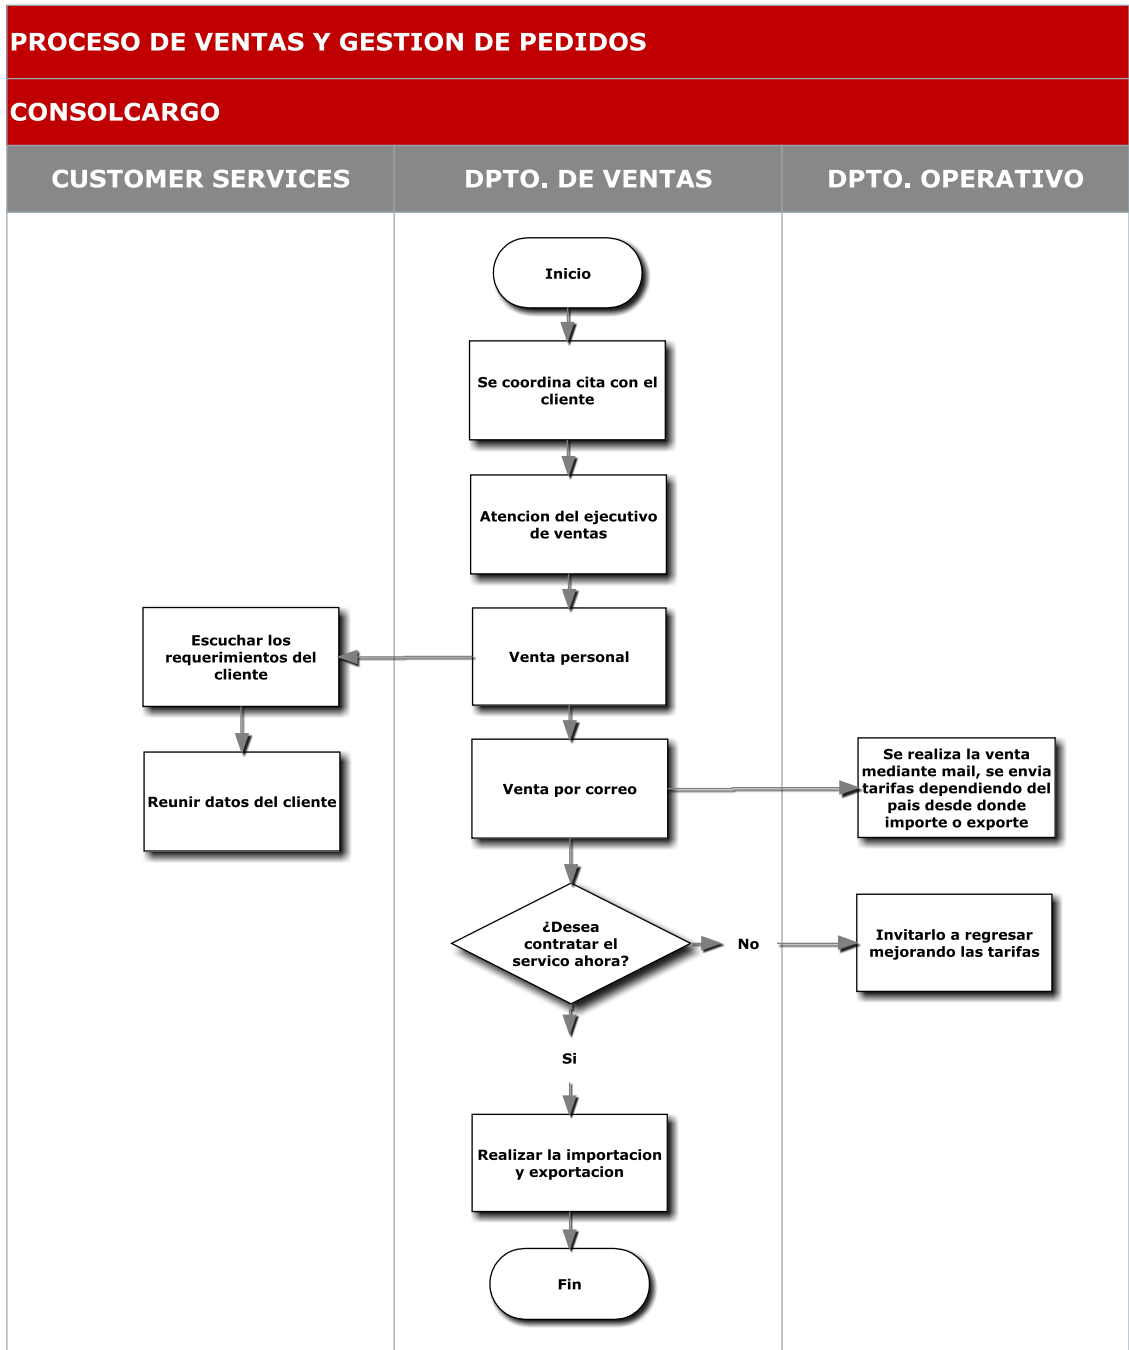 PROCESO DE VENTAS Y GESTION DE PEDIDOS
CONSOLCARGO
CUSTOMER SERVICES
DPTO. DE VENTAS
DPTO. OPERATIVO
Inicio
Se coordina cita con el
cliente
Atencion del ejecutivo
de ventas
Escuchar los
requerimientos del
cliente
Venta personal
Reunir datos del cliente
Venta por correo
Se realiza la venta
mediante mail, se envia
tarifas dependiendo del
pais desde donde
importe o exporte
¿Desea
contratar el
servico ahora?
No
Invitarlo a regresar
mejorando las tarifas
Si
Realizar la importacion
y exportacion
Fin